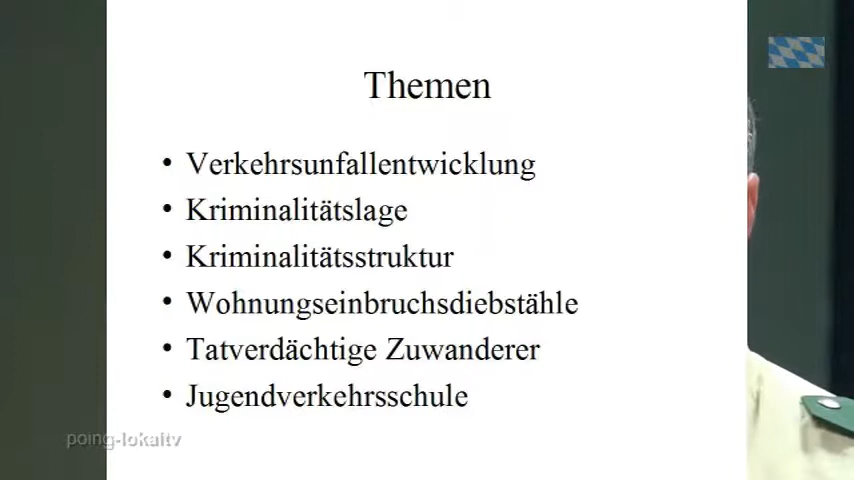 Themen
• Verkehrsunfallentwicklung
• Kriminalitätslage
• Kriminalitätsstruktur
• Wohnungseinbruchsdiebstähle
• Tatverdächtige Zuwanderer
• Jugendverkehrsschule
poing-lokaltv